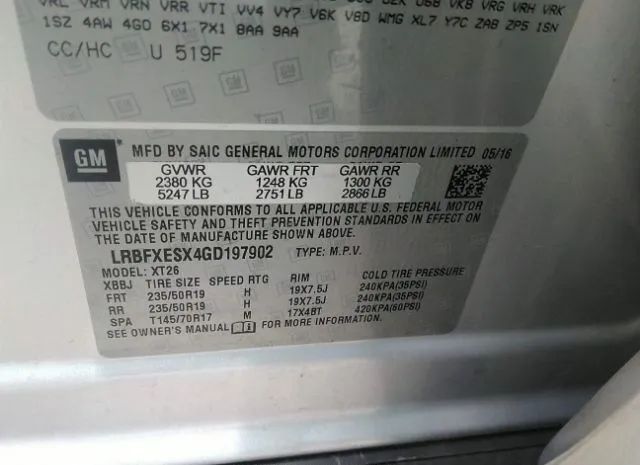 VRL VRM VRN VRR VTI VV4 VY7 V6K V8D WMG XL7 Y7C ZAB ZP5 1SN
1SZ 4AW 4G0 6X1 7X1 8AA 9AA
CC/HC U 519F
GM
MFD BY SAIC GENERAL MOTORS CORPORATION LIMITED 05/16
GVWR GAWR FRT GAWR RR
2380 KG 1248 KG 1300 KG
5247 LB 2751 LB 2866 LB
THIS VEHICLE CONFORMS TO ALL APPLICABLE U.S. FEDERAL MOTOR
VEHICLE SAFETY AND THEFT PREVENTION STANDARDS IN EFFECT ON THE
DATE OF MANUFACTURE SHOWN ABOVE.
LRBFXESX4GD197902 TYPE: M.P.V.
MODEL: XT26
XBBJ TIRE SIZE SPEED RTG RIM COLD TIRE PRESSURE
FRT 235/50R19 H 19X7.5J 240KPA(35PSI)
RR 235/50R19 H 19X7.5J 240KPA(35PSI)
SPA T145/70R17 M 17X4BT 420KPA(60PSI)
SEE OWNER'S MANUAL FOR MORE INFORMATION.